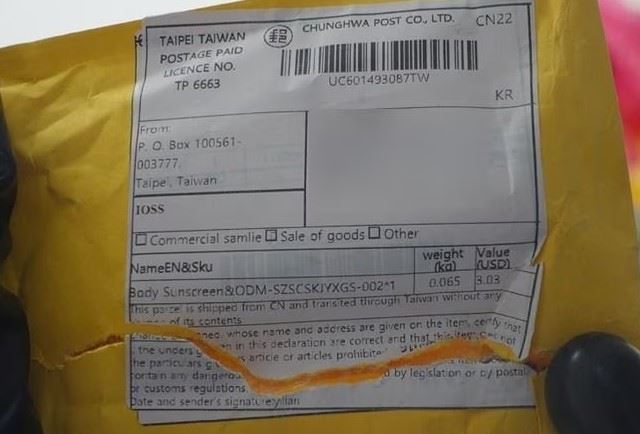 TAIPEI TAIWAN
POSTAGE PAID
LICENCE NO.
TP 6663
郵
CHUNGHWA POST CO., LTD.
CN22
UC601493087TW
KR
From:
P. O. Box 100561-
003777
Taipei, Taiwan
IOSS
Commercial samlie Sale of goods Other
NameEN&Sku
weight (kg)
Value (USD)
Body Sunscreen&ODM-SZSCSKJYXGS-002*1
0.065
3.03
This parcel is shipped from CN and transited through Taiwan without any
of its contents
whose name and address are given on the item, certify that
the particulars in this declaration are correct and that this item not
contain any article or articles prohibited by legislation or by postal
or customs regulations.
Date and sender's signature